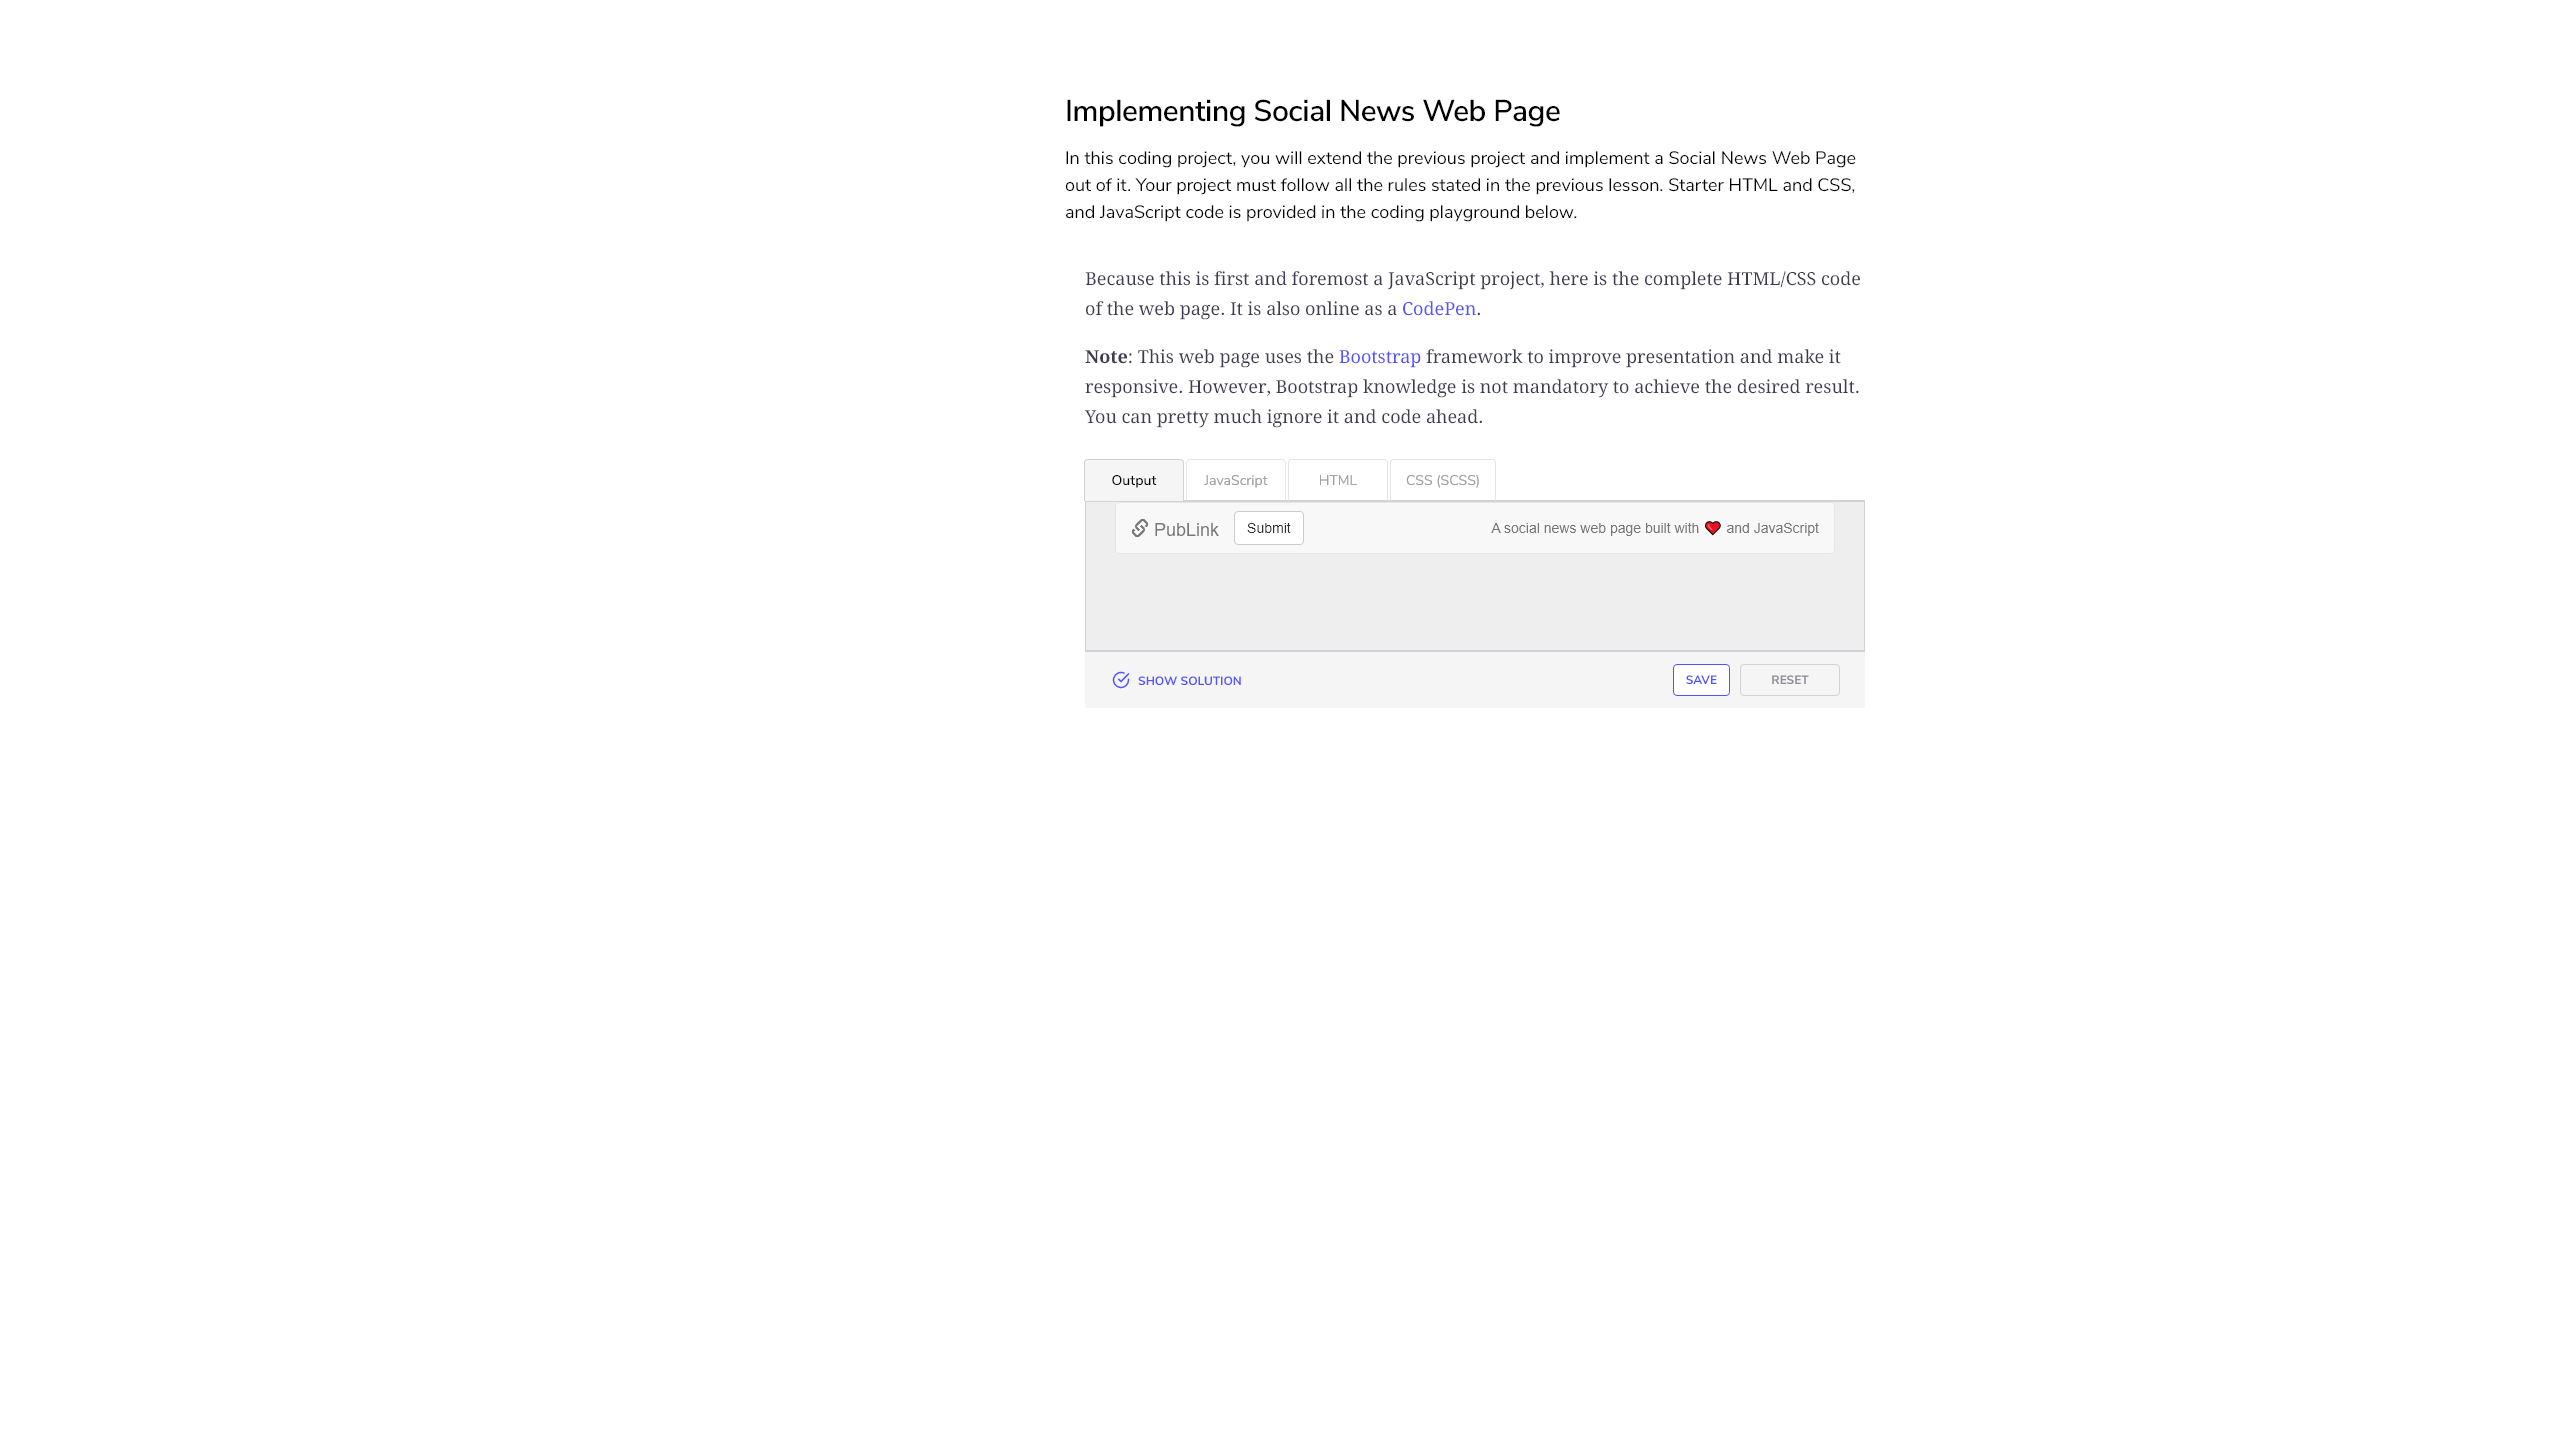 Implementing Social News Web Page
In this coding project, you will extend the previous project and implement a Social News Web Page
out of it. Your project must follow all the rules stated in the previous lesson. Starter HTML and CSS,
and JavaScript code is provided in the coding playground below.
Because this is first and foremost a JavaScript project, here is the complete HTML/CSS code
of the web page. It is also online as a CodePen.
Note: This web page uses the Bootstrap framework to improve presentation and make it
responsive. However, Bootstrap knowledge is not mandatory to achieve the desired result.
You can pretty much ignore it and code ahead.
Output JavaScript HTML CSS (SCSS)
PubLink Submit A social news web page built with ❤ and JavaScript
SHOW SOLUTION SAVE RESET